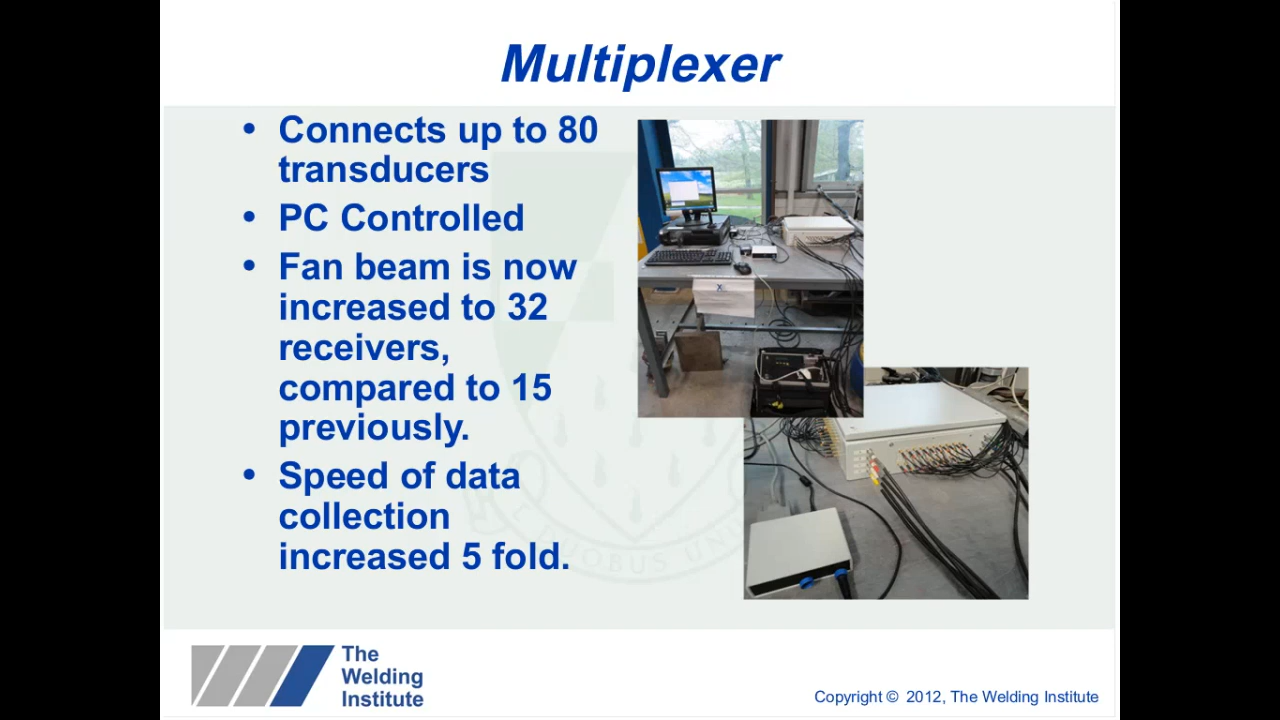 Multiplexer
• Connects up to 80
transducers
• PC Controlled
• Fan beam is now
increased to 32
receivers,
compared to 15
previously.
• Speed of data
collection
increased 5 fold.
The
Welding
Institute
Copyright © 2012, The Welding Institute